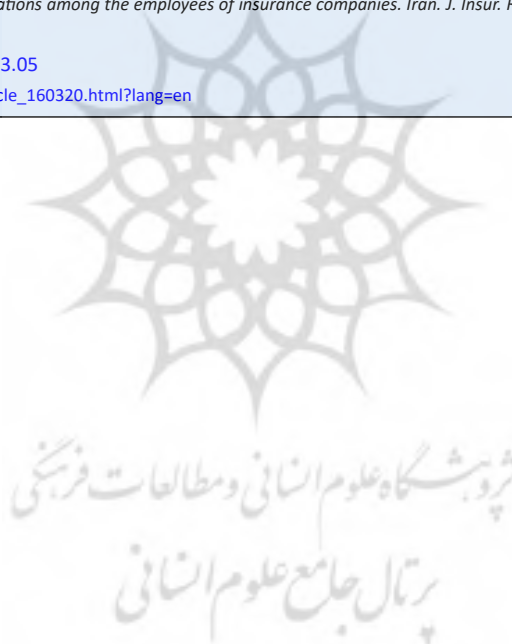 ations among the employees of insurance companies. Iran. J. Insur.
3.05
cle_160320.html?lang=en
پژوهشگاه علوم انسانی و مطالعات فرهنگی
پرتال جامع علوم انسانی